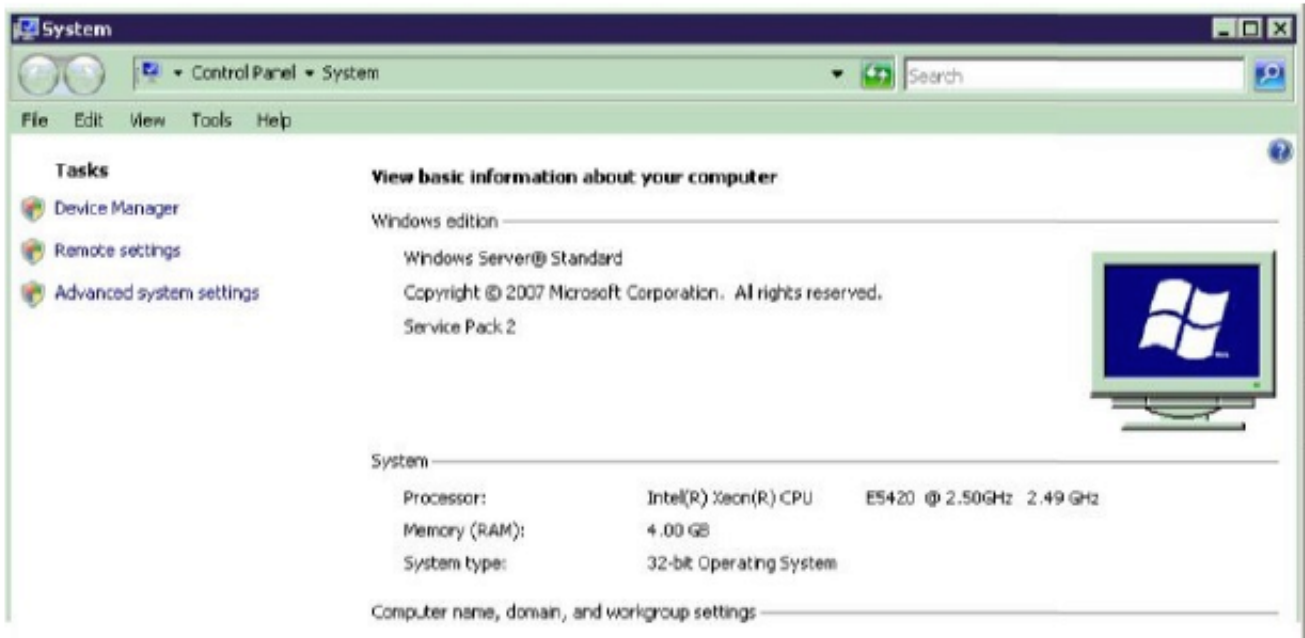 System
Control Panel System
Search
File Edit View Tools Help
Tasks
Device Manager
Remote settings
Advanced system settings
View basic information about your computer
Windows edition
Windows Server® Standard
Copyright © 2007 Microsoft Corporation. All rights reserved.
Service Pack 2
System
Processor: Intel(R) Xeon(R) CPU E5420 @ 2.50GHz 2.49 GHz
Memory (RAM): 4.00 GB
System type: 32-bit Operating System
Computer name, domain, and workgroup settings